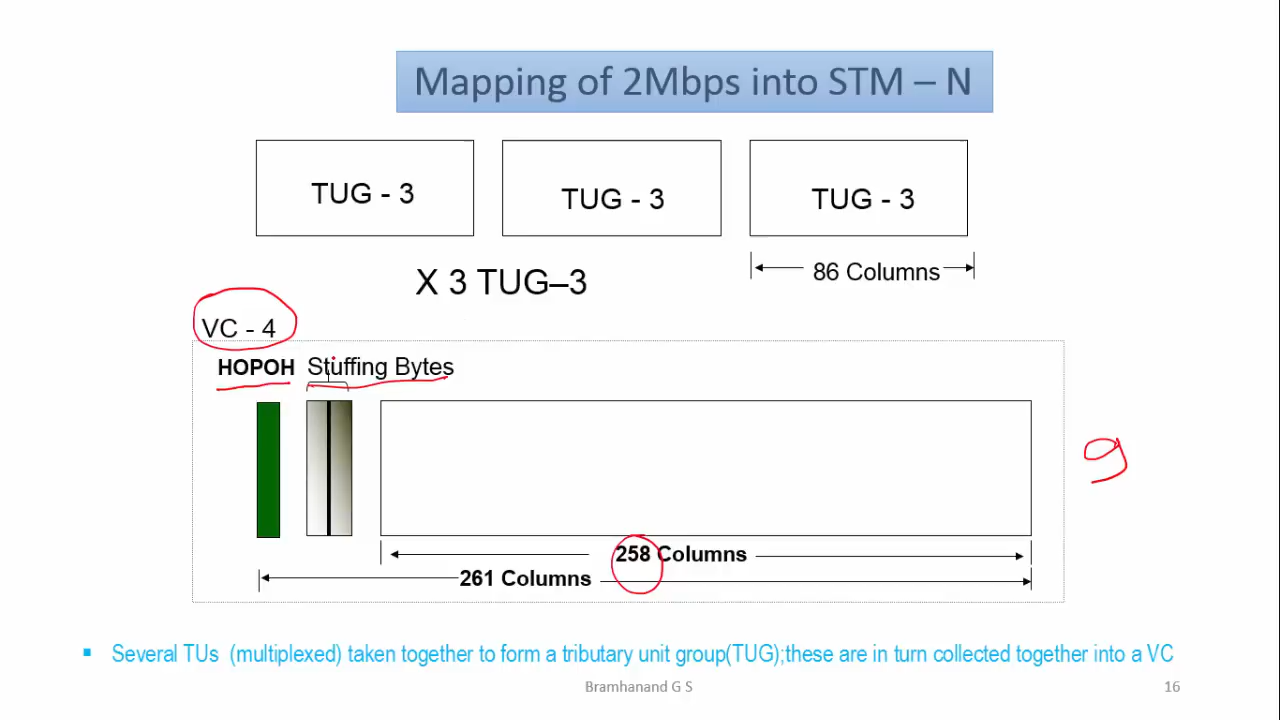 Mapping of 2Mbps into STM – N
TUG - 3
TUG - 3
TUG - 3
86 Columns
X 3 TUG–3
VC - 4
HOPOH Stuffing Bytes
9
258 Columns
261 Columns
▪ Several TUs (multiplexed) taken together to form a tributary unit group(TUG);these are in turn collected together into a VC
Bramhanand G S
16